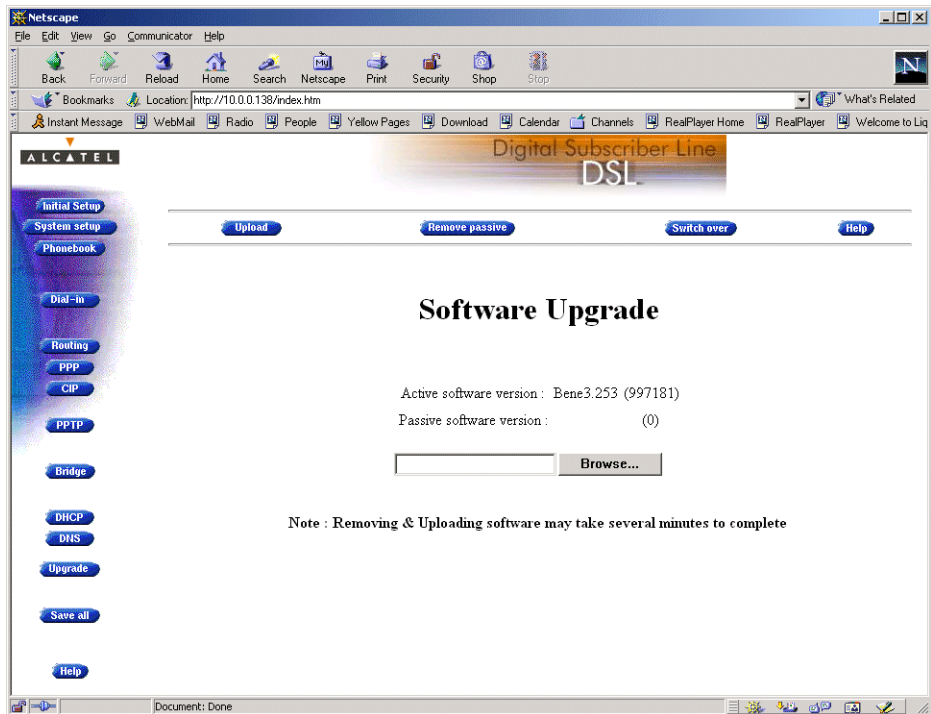 Netscape
File Edit View Go Communicator Help
Back Forward Reload Home Search Netscape Print Security Shop Stop
My
N
Bookmarks Location: http://10.0.0.138/index.htm What's Related
Instant Message WebMail Radio People Yellow Pages Download Calendar Channels RealPlayer Home RealPlayer Welcome to Liq
ALCATEL
Digital Subscriber Line
DSL
Initial Setup
System setup
Phonebook
Dial-in
Routing
PPP
CIP
PPTP
Bridge
DHCP
DNS
Upgrade
Save all
Help
Upload Remove passive Switch over Help
Software Upgrade
Active software version : Bene3.253 (997181)
Passive software version : (0)
Browse...
Note : Removing & Uploading software may take several minutes to complete
Document: Done